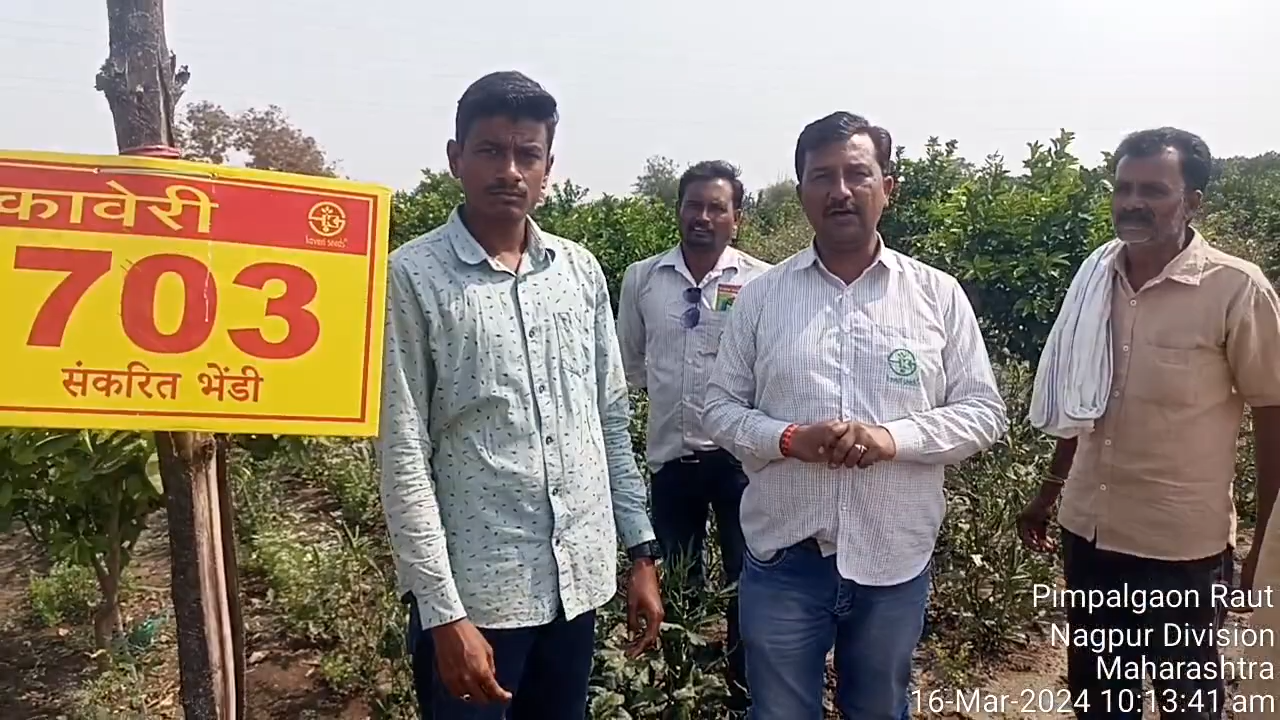 कावेरी
kaveri seeds
703
संकरित भेंडी
Pimpalgaon Raut
Nagpur Division
Maharashtra
16-Mar-2024 10:13:41 am